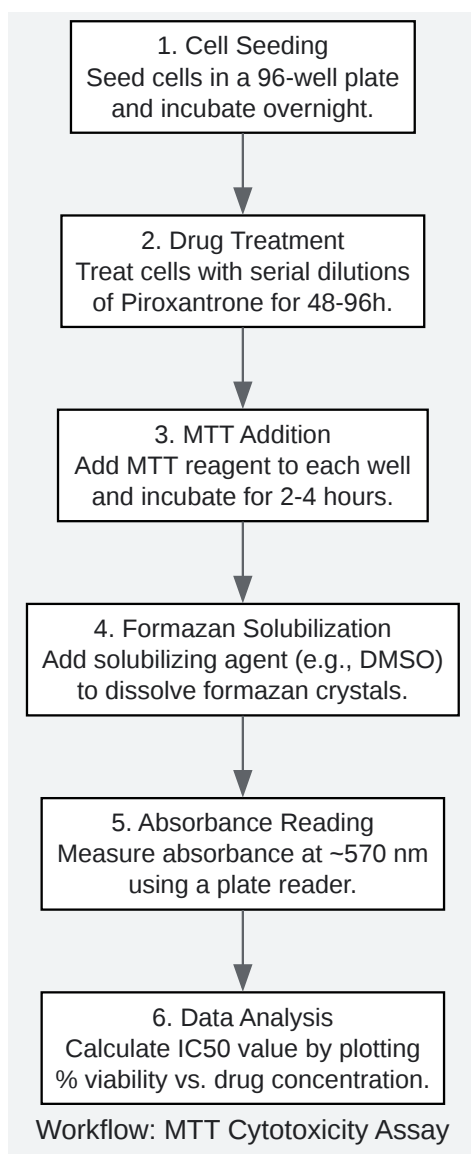 1. Cell Seeding
Seed cells in a 96-well plate
and incubate overnight.
2. Drug Treatment
Treat cells with serial dilutions
of Piroxantrone for 48-96h.
3. MTT Addition
Add MTT reagent to each well
and incubate for 2-4 hours.
4. Formazan Solubilization
Add solubilizing agent (e.g., DMSO)
to dissolve formazan crystals.
5. Absorbance Reading
Measure absorbance at ~570 nm
using a plate reader.
6. Data Analysis
Calculate IC50 value by plotting
% viability vs. drug concentration.
Workflow: MTT Cytotoxicity Assay